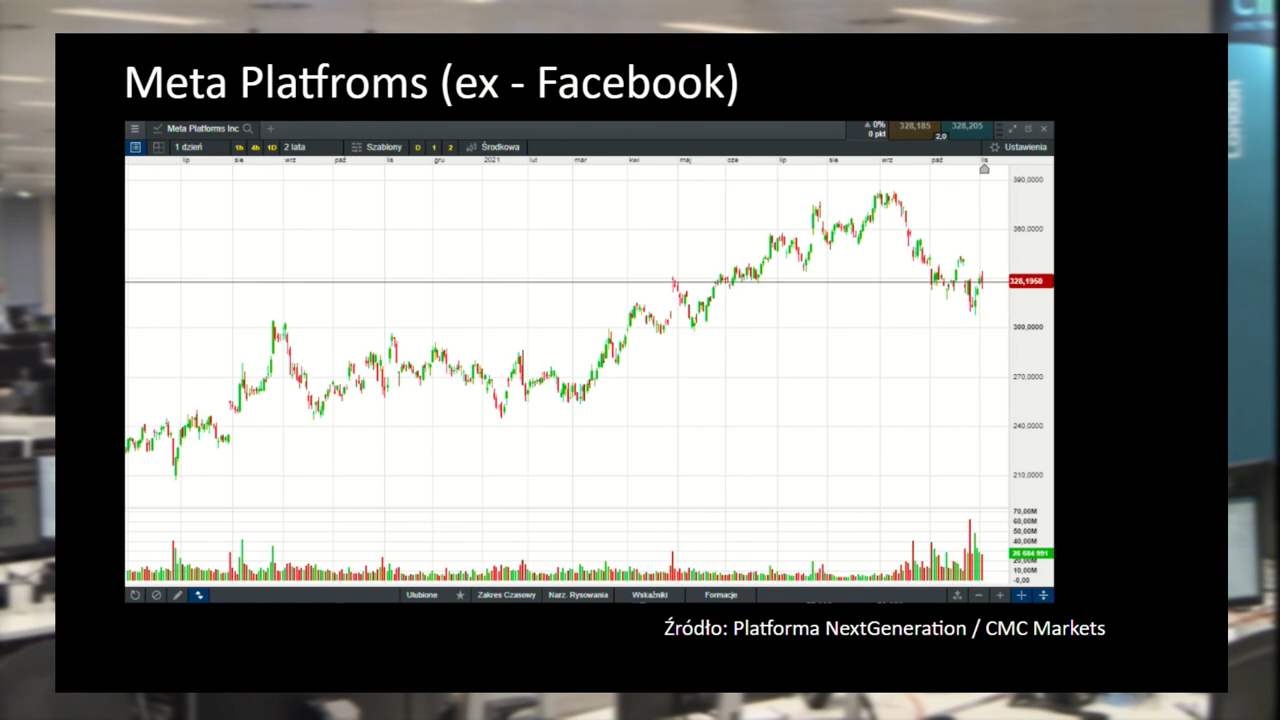 Meta Platfroms (ex - Facebook)
Meta Platforms Inc
0%
0 pkt
328,185
2,0
328,205
1 dzień 1h 4h 1D 2 lata Szablony D 1 2 Środkowa Ustawienia
lip sie wrz paź lis gru 2021 lut mar kwi maj cze lip sie wrz paź lis
390,0000
360,0000
328,1950
300,0000
270,0000
240,0000
210,0000
70,00M
60,00M
50,00M
40,00M
26 684 991
20,00M
10,00M
-0,00
Ulubione Zakres Czasowy Narz. Rysowania Wskaźniki Formacje
Źródło: Platforma NextGeneration / CMC Markets
London